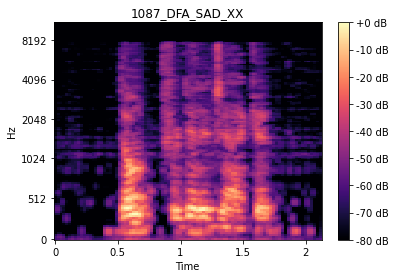 1087_DFA_SAD_XX
+0 dB
8192
-10 dB
4096
-20 dB
-30 dB
2048
Hz
-40 dB
1024
-50 dB
512
-60 dB
-70 dB
0
-80 dB
0 0.5 1 1.5 2
Time